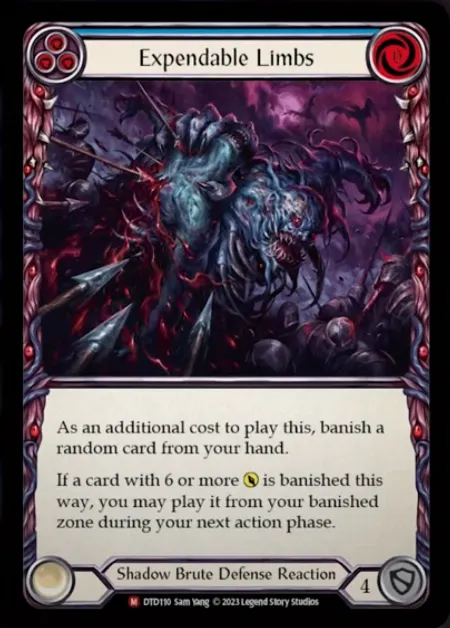 Expendable Limbs
As an additional cost to play this, banish a
random card from your hand.
If a card with 6 or more is banished this
way, you may play it from your banished
zone during your next action phase.
Shadow Brute Defense Reaction
4
M DTD110 Sam Yang © 2023 Legend Story Studios